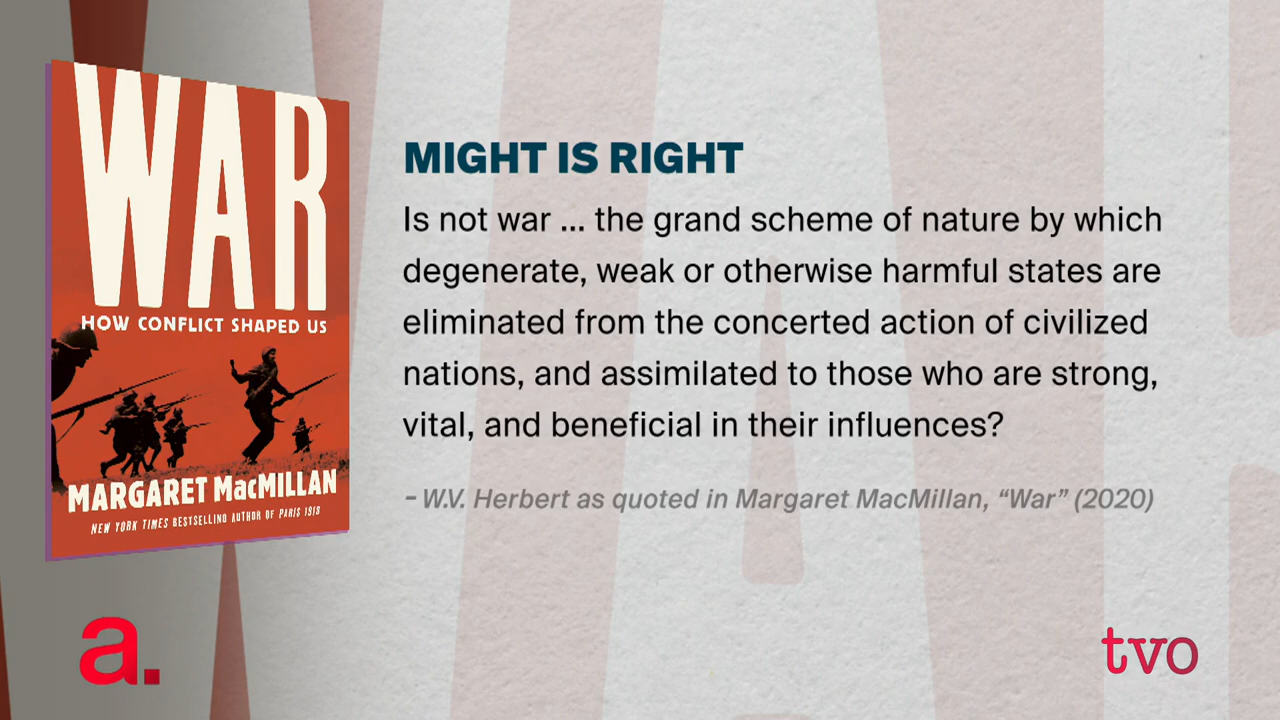 WAR
HOW CONFLICT SHAPED US
MARGARET MacMILLAN
NEW YORK TIMES BESTSELLING AUTHOR OF PARIS 1919
MIGHT IS RIGHT
Is not war ... the grand scheme of nature by which
degenerate, weak or otherwise harmful states are
eliminated from the concerted action of civilized
nations, and assimilated to those who are strong,
vital, and beneficial in their influences?
- W.V. Herbert as quoted in Margaret MacMillan, “War” (2020)
a.
tvo